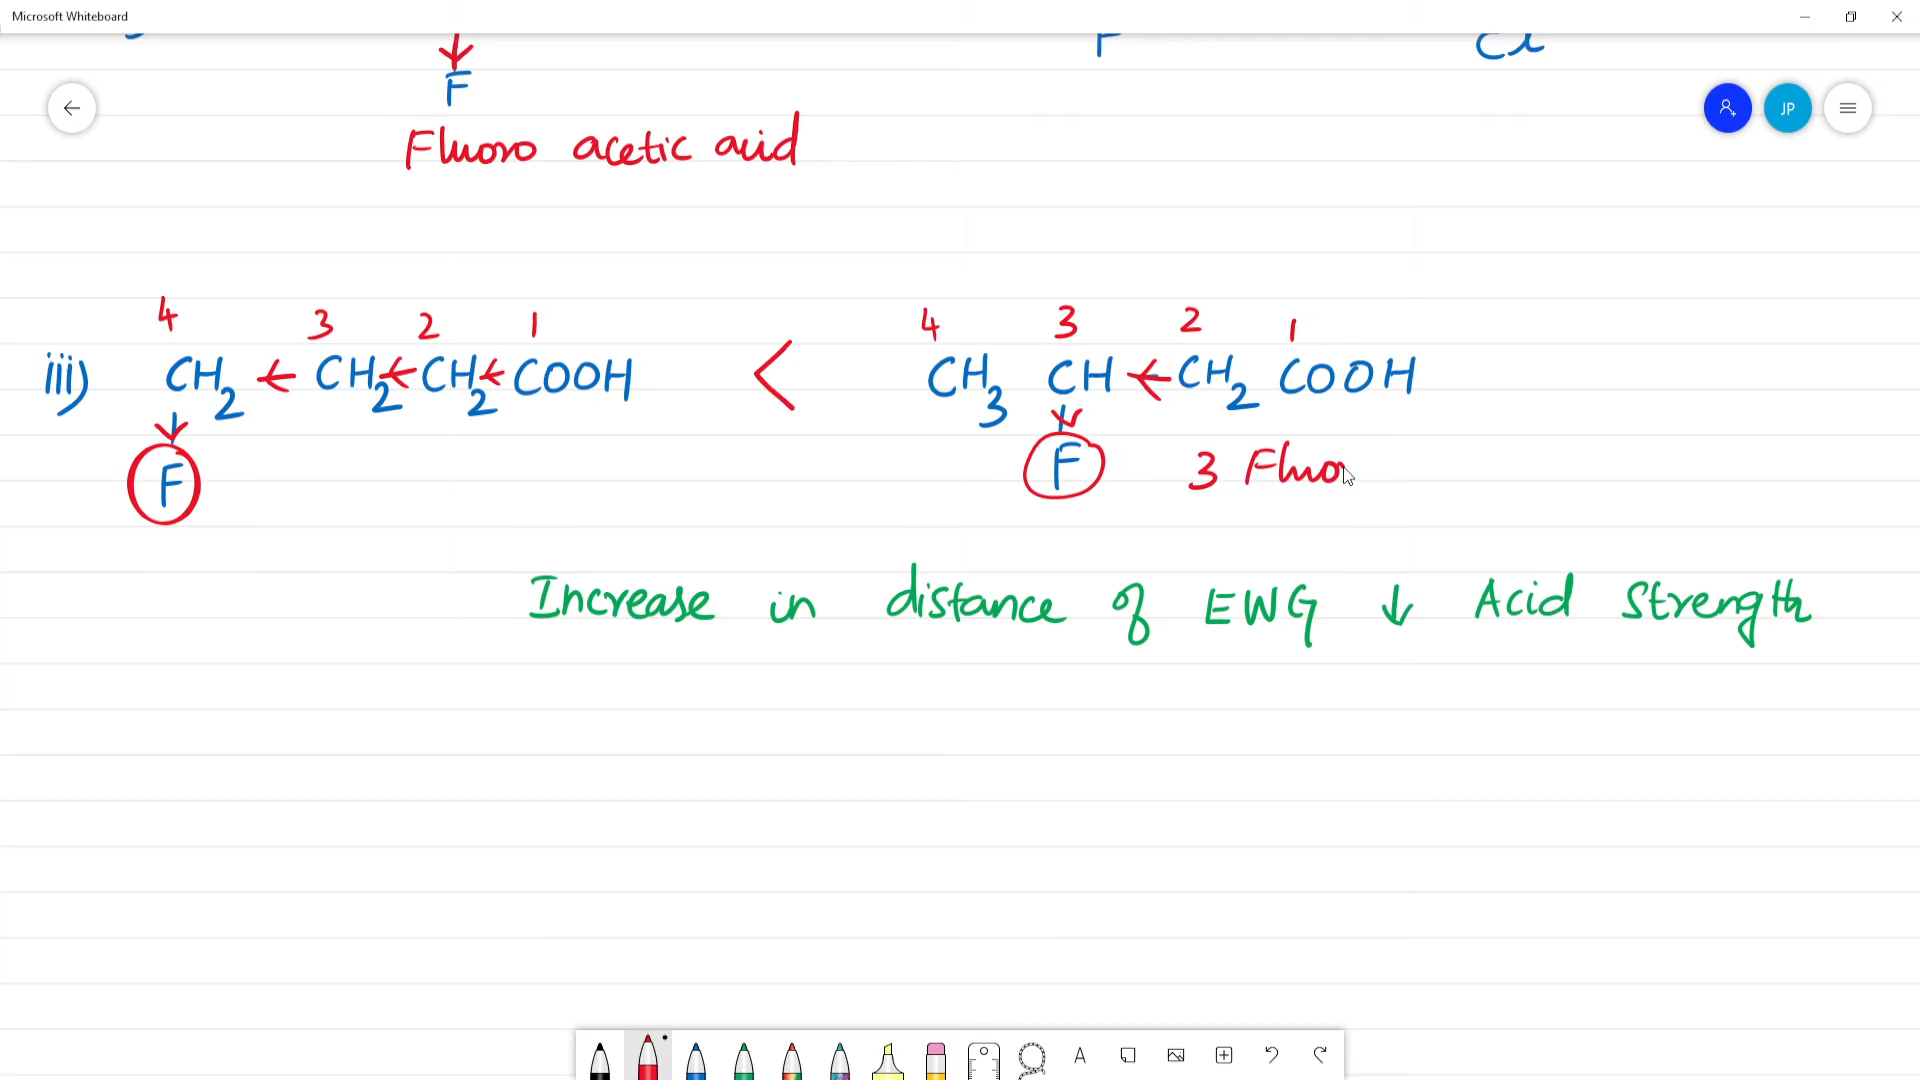 Microsoft Whiteboard
F
F Cl
JP
Fluoro acetic acid
4 3 2 1 4 3 2 1
iii) CH2 CH2 CH2 COOH < CH3 CH CH2 COOH
F F 3 Fluo
Increase in distance of EWG ↓ Acid Strength
A